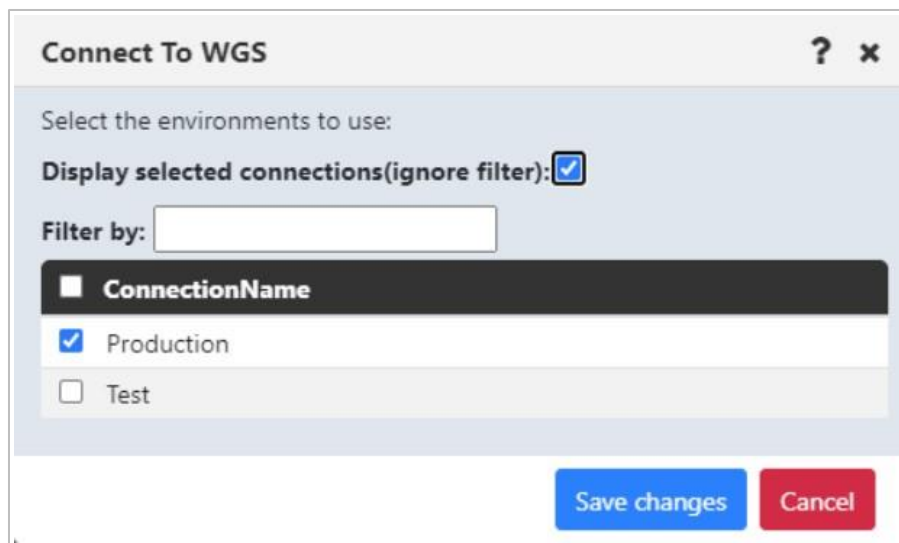 Connect To WGS ? ×
Select the environments to use:
Display selected connections(ignore filter):
Filter by:
ConnectionName
Production
Test
Save changes Cancel